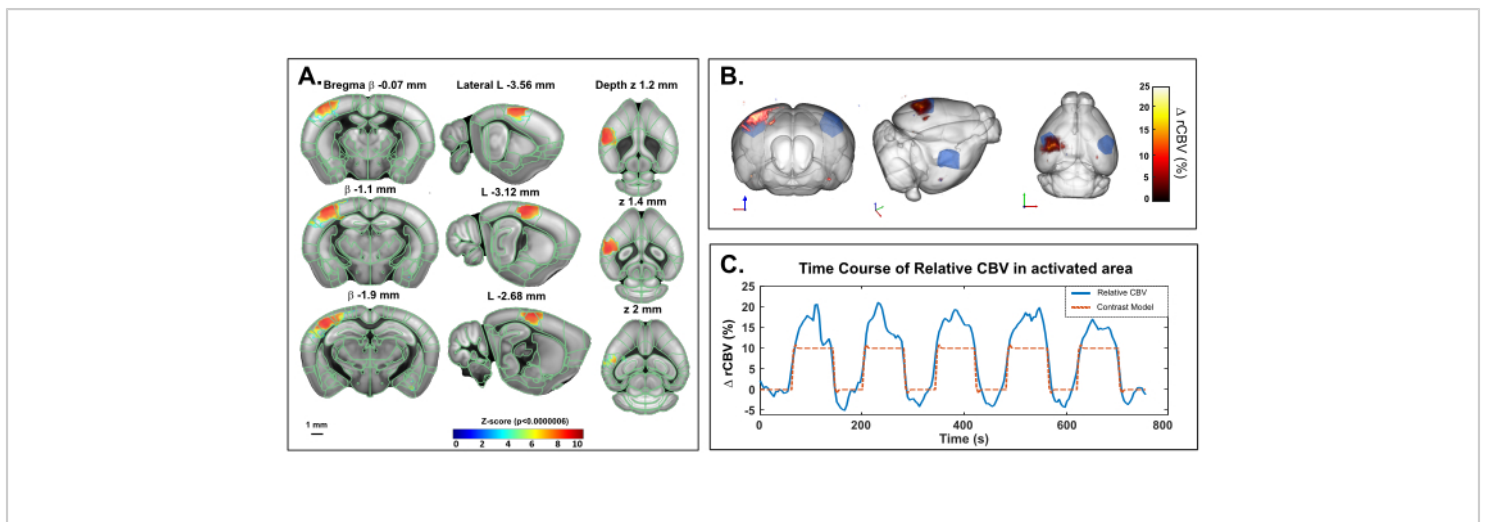 A.
Bregma β -0.07 mm
Lateral L -3.56 mm
Depth z 1.2 mm
β -1.1 mm
L -3.12 mm
z 1.4 mm
β -1.9 mm
L -2.68 mm
z 2 mm
1 mm
Z-score (p<0.0000006)
0 2 4 6 8 10
B.
25
20
15
10
5
0
Δ rCBV (%)
C.
Time Course of Relative CBV in activated area
Relative CBV
Contrast Model
Δ rCBV (%)
25
20
15
10
5
0
-5
0 200 400 600 800
Time (s)